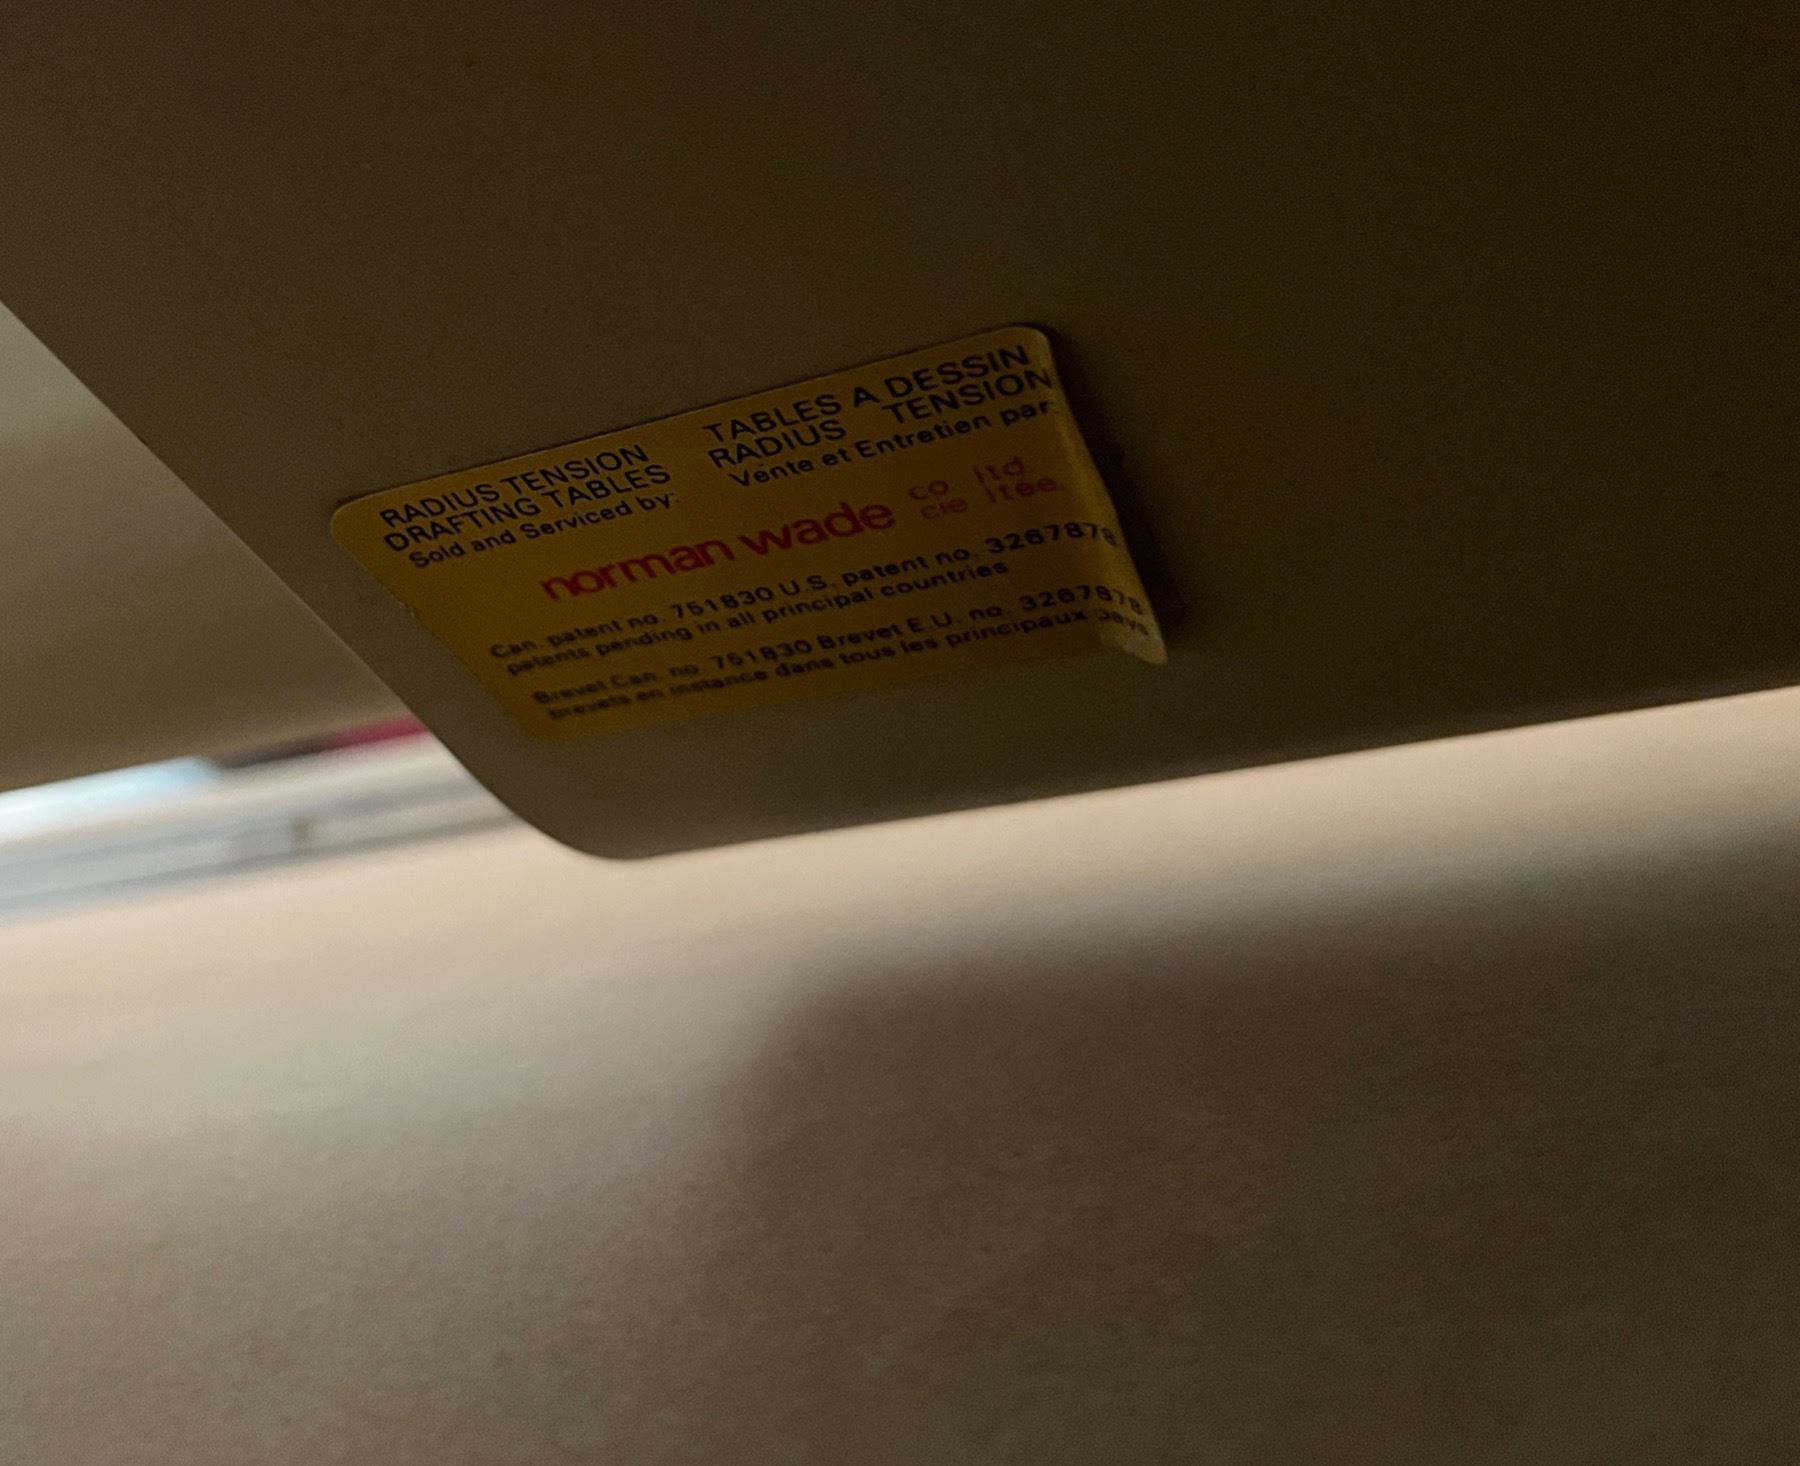 RADIUS TENSION
DRAFTING TABLES
Sold and Serviced by:
TABLES A DESSIN
RADIUS TENSION
Vente et Entretien par:
norman wade co ltd.
cie ltée
Can. patent no. 751830 U.S. patent no. 3267878
patents pending in all principal countries
Brevet Can. no. 751830 Brevet E.U. no. 3267878
brevets en instance dans tous les principaux pays